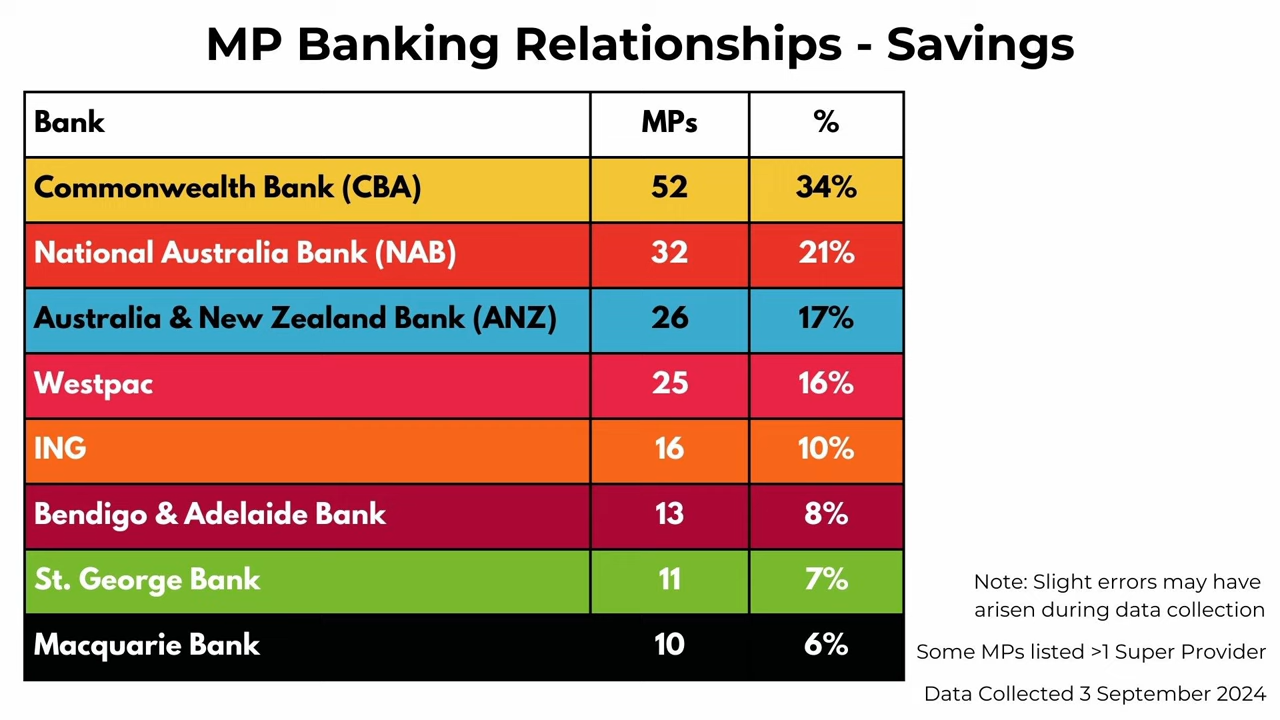 MP Banking Relationships - Savings
Bank MPs %
Commonwealth Bank (CBA) 52 34%
National Australia Bank (NAB) 32 21%
Australia & New Zealand Bank (ANZ) 26 17%
Westpac 25 16%
ING 16 10%
Bendigo & Adelaide Bank 13 8%
St. George Bank 11 7%
Macquarie Bank 10 6%
Note: Slight errors may have
arisen during data collection
Some MPs listed >1 Super Provider
Data Collected 3 September 2024